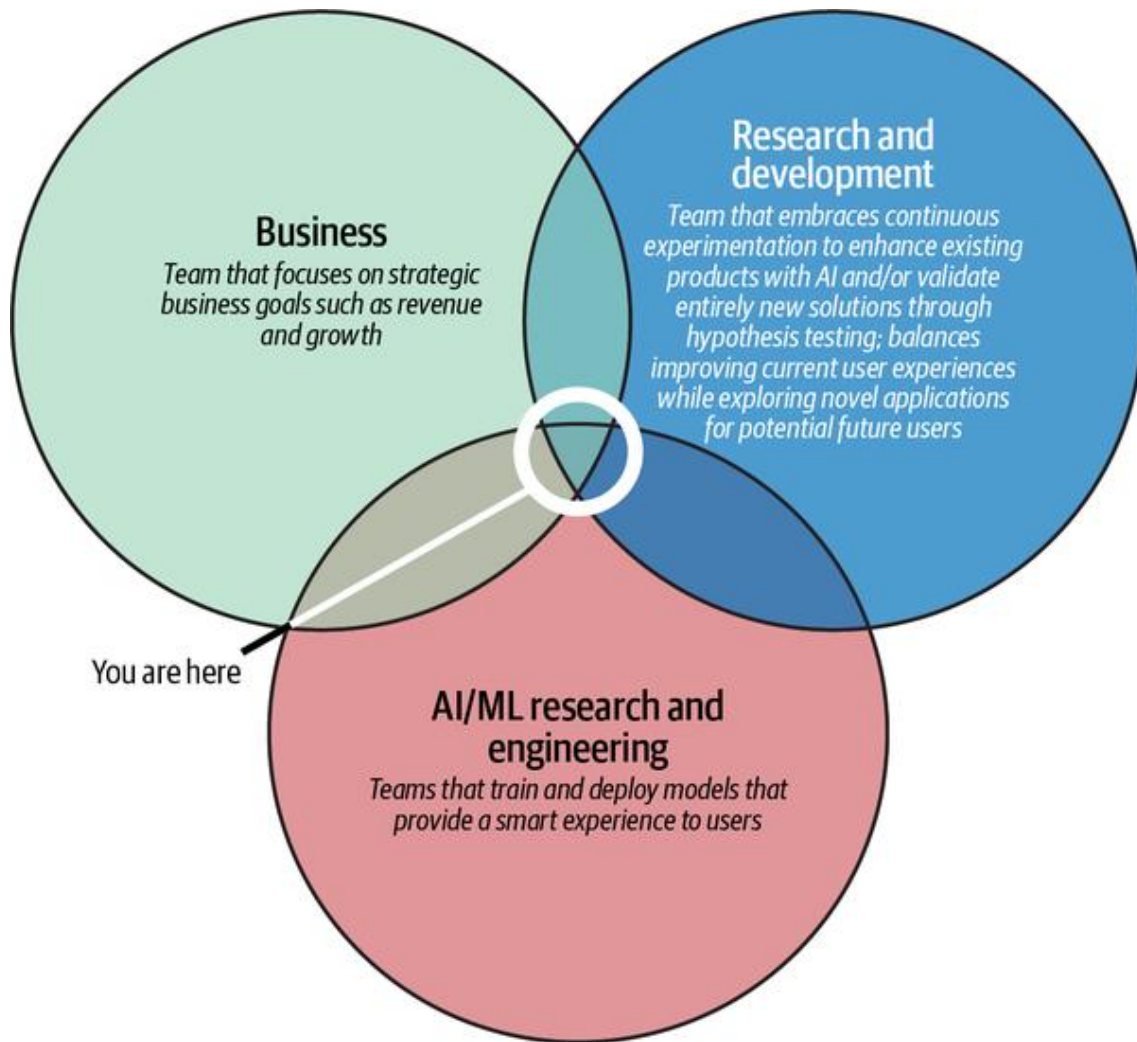 Business
Team that focuses on strategic
business goals such as revenue
and growth
Research and
development
Team that embraces continuous
experimentation to enhance existing
products with AI and/or validate
entirely new solutions through
hypothesis testing; balances
improving current user experiences
while exploring novel applications
for potential future users
You are here
AI/ML research and
engineering
Teams that train and deploy models that
provide a smart experience to users